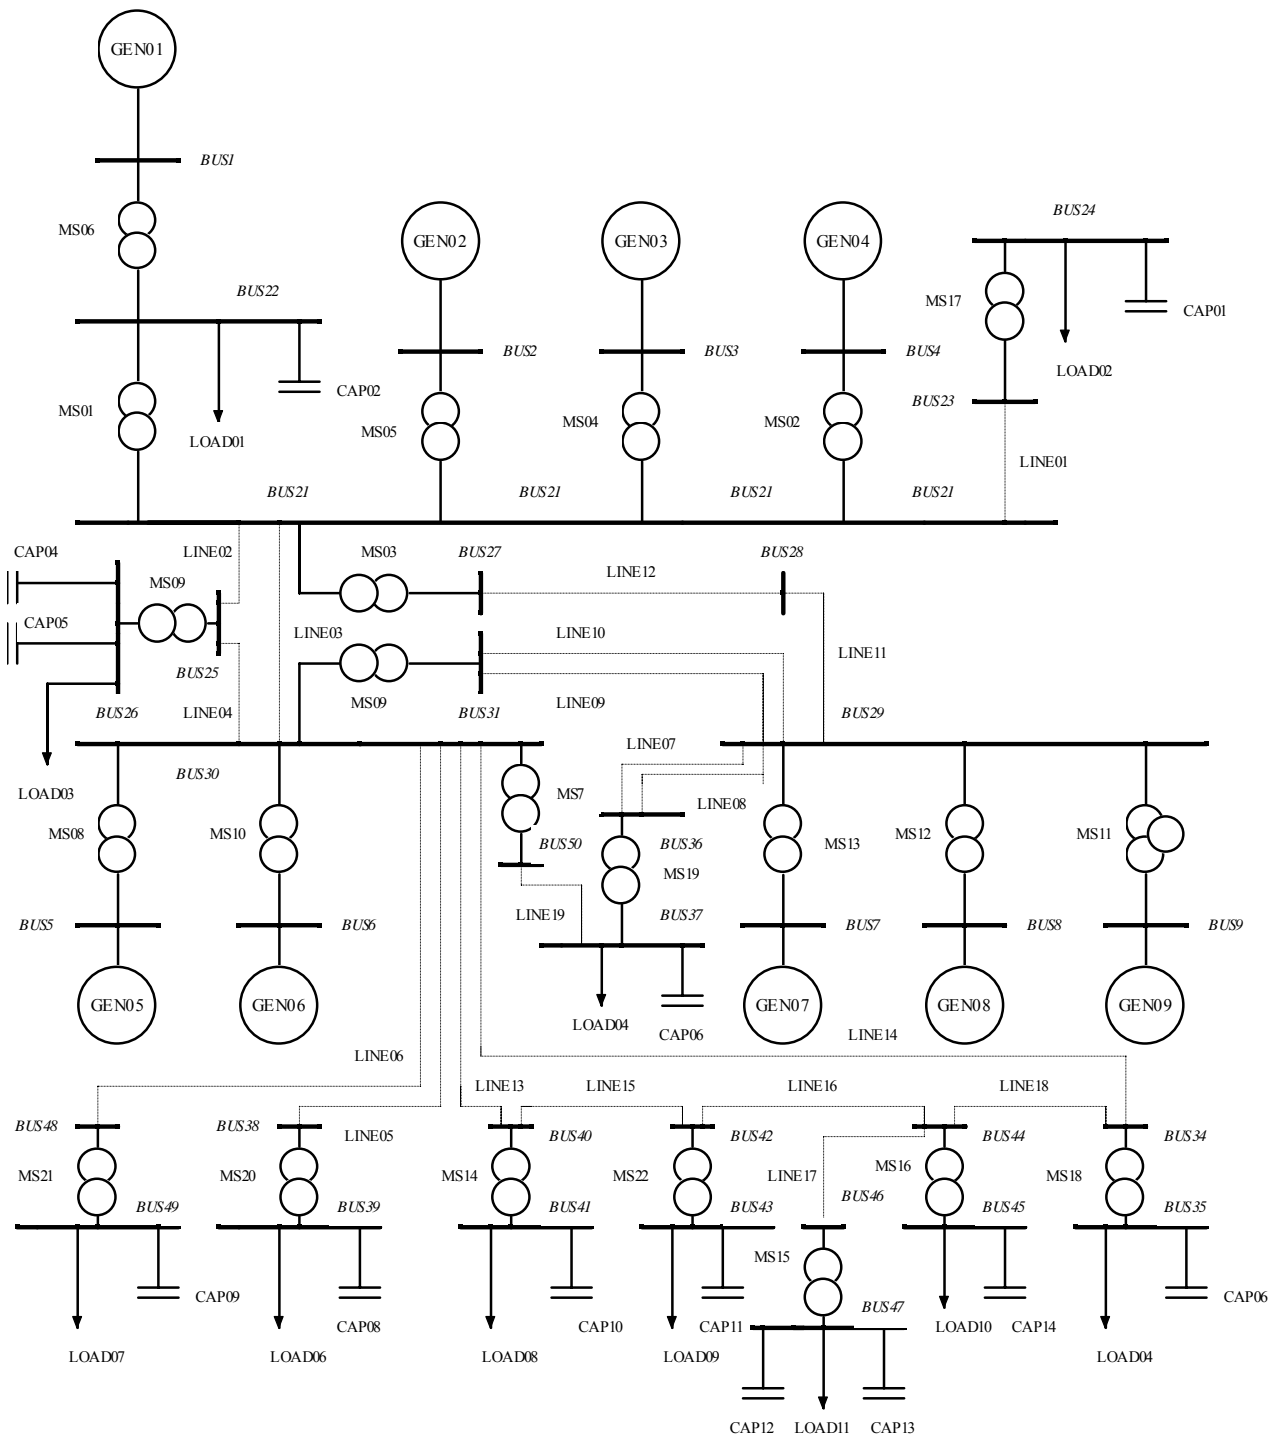 GEN01
BUS1
MS06
BUS24
GEN02
GEN03
GEN04
BUS22
MS17
CAP01
BUS2
BUS3
BUS4
LOAD02
CAP02
MS01
BUS23
MS05
MS04
MS02
LOAD01
LINE01
BUS21
BUS21
BUS21
BUS21
CAP04
LINE02
MS03
BUS27
BUS28
MS09
LINE12
CAP05
LINE03
LINE10
LINE11
BUS25
MS09
LINE09
BUS26
LINE04
BUS31
BUS29
LINE07
BUS30
LOAD03
MS7
LINE08
MS08
MS10
BUS50
BUS36
MS13
MS12
MS11
MS19
LINE19
BUS37
BUS5
BUS6
BUS7
BUS8
BUS9
GEN05
GEN06
GEN07
GEN08
GEN09
LOAD04
CAP06
LINE14
LINE06
LINE13
LINE15
LINE16
LINE18
BUS48
BUS38
LINE05
BUS40
BUS42
BUS44
BUS34
MS21
MS20
MS14
MS22
LINE17
MS16
MS18
BUS46
BUS49
BUS39
BUS41
BUS43
BUS45
BUS35
MS15
CAP09
CAP06
BUS47
CAP08
CAP10
CAP11
LOAD10
CAP14
LOAD07
LOAD06
LOAD08
LOAD09
LOAD04
CAP12
LOAD11
CAP13